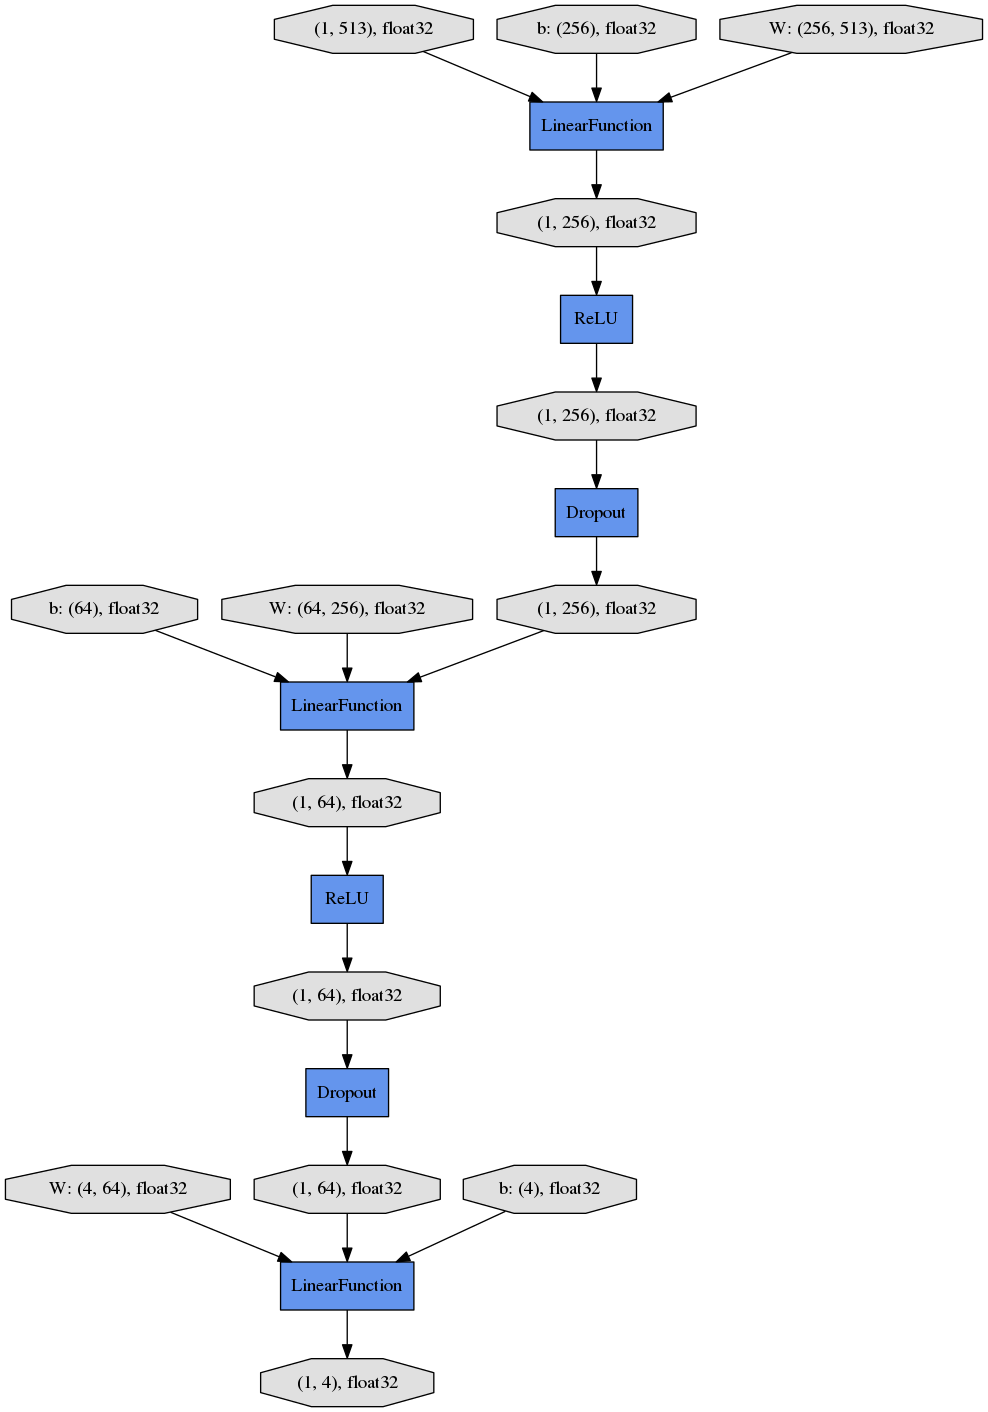 (1, 513), float32
b: (256), float32
W: (256, 513), float32
LinearFunction
(1, 256), float32
ReLU
(1, 256), float32
Dropout
b: (64), float32
W: (64, 256), float32
(1, 256), float32
LinearFunction
(1, 64), float32
ReLU
(1, 64), float32
Dropout
W: (4, 64), float32
(1, 64), float32
b: (4), float32
LinearFunction
(1, 4), float32